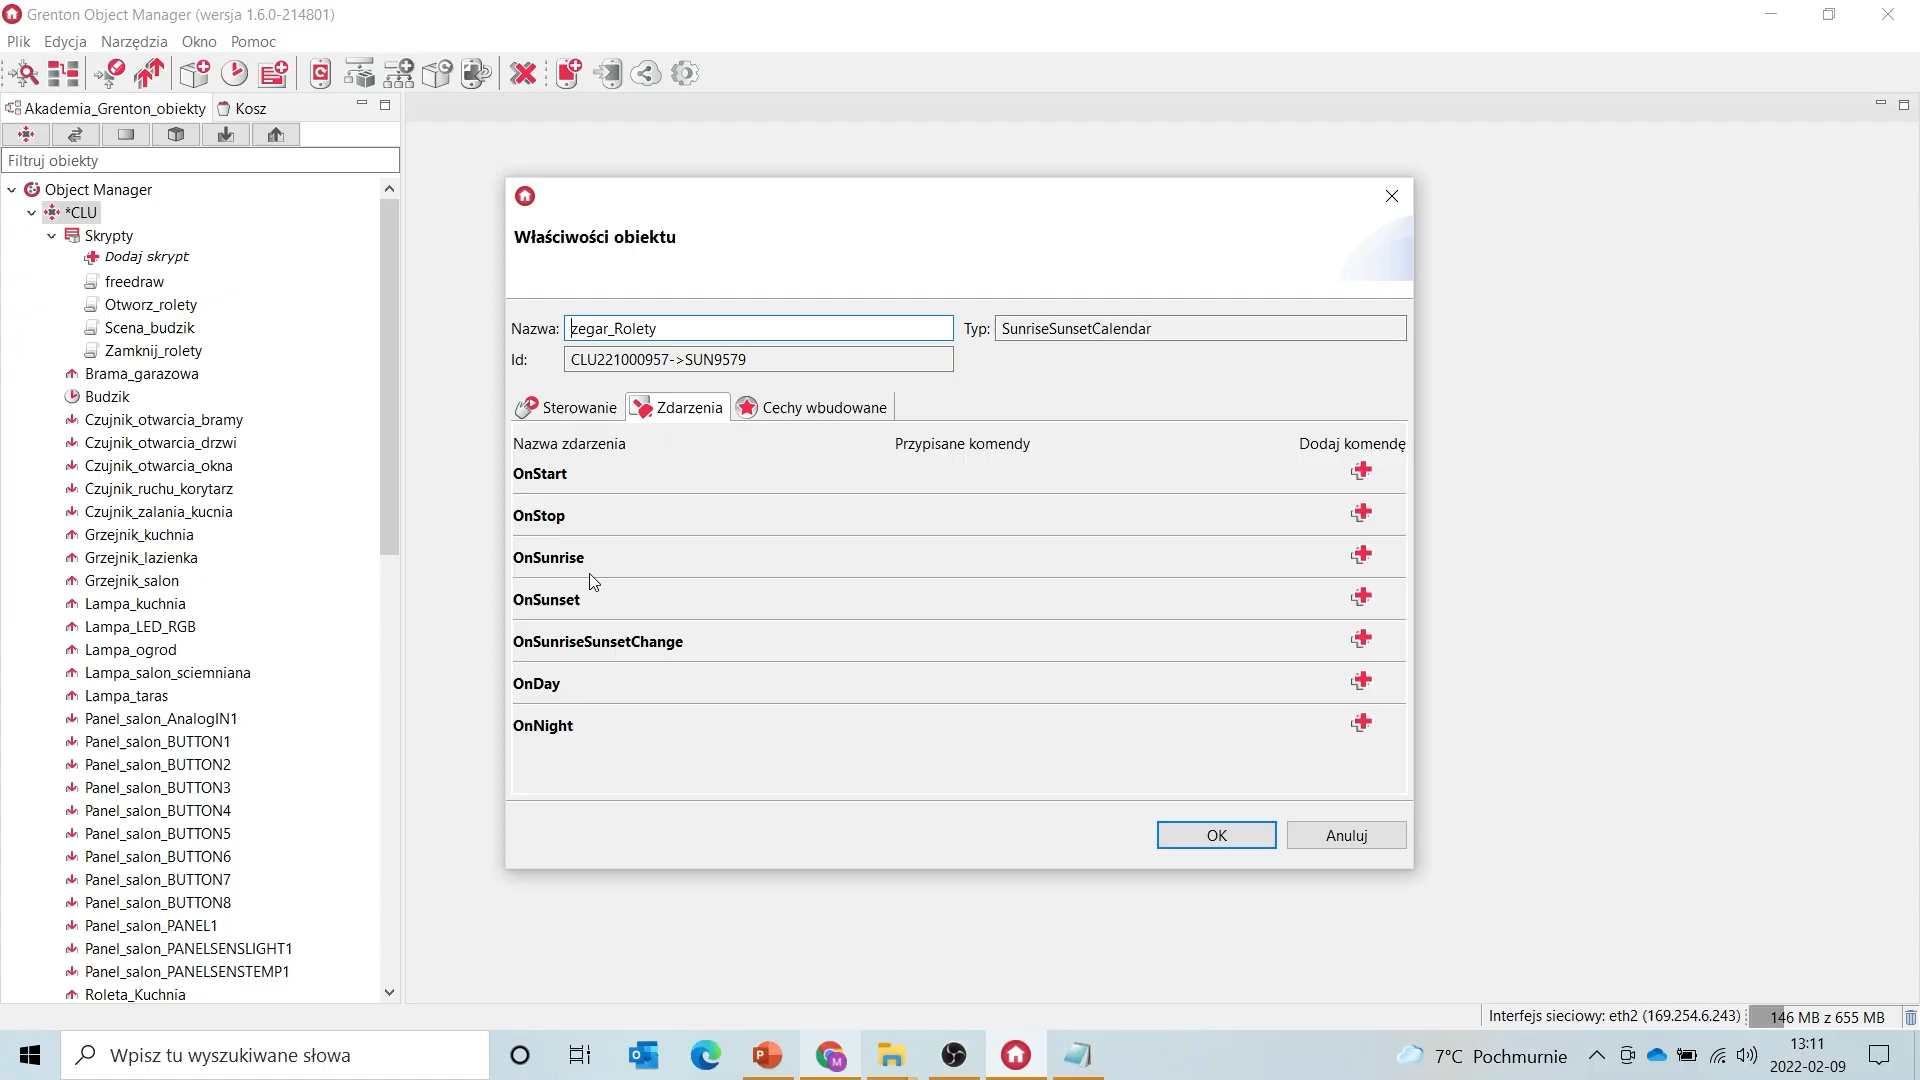 Grenton Object Manager (wersja 1.6.0-214801)
Plik Edycja Narzędzia Okno Pomoc
Akademia_Grenton_obiekty Kosz
Filtruj obiekty
Object Manager
*CLU
Skrypty
Dodaj skrypt
freedraw
Otworz_rolety
Scena_budzik
Zamknij_rolety
Brama_garazowa
Budzik
Czujnik_otwarcia_bramy
Czujnik_otwarcia_drzwi
Czujnik_otwarcia_okna
Czujnik_ruchu_korytarz
Czujnik_zalania_kucnia
Grzejnik_kuchnia
Grzejnik_lazienka
Grzejnik_salon
Lampa_kuchnia
Lampa_LED_RGB
Lampa_ogrod
Lampa_salon_sciemniana
Lampa_taras
Panel_salon_AnalogIN1
Panel_salon_BUTTON1
Panel_salon_BUTTON2
Panel_salon_BUTTON3
Panel_salon_BUTTON4
Panel_salon_BUTTON5
Panel_salon_BUTTON6
Panel_salon_BUTTON7
Panel_salon_BUTTON8
Panel_salon_PANEL1
Panel_salon_PANELSENSLIGHT1
Panel_salon_PANELSENSTEMP1
Roleta_Kuchnia
Właściwości obiektu
Nazwa: zegar_Rolety Typ: SunriseSunsetCalendar
Id: CLU221000957->SUN9579
Sterowanie Zdarzenia Cechy wbudowane
Nazwa zdarzenia Przypisane komendy Dodaj komendę
OnStart
OnStop
OnSunrise
OnSunset
OnSunriseSunsetChange
OnDay
OnNight
OK Anuluj
Interfejs sieciowy: eth2 (169.254.6.243) 146 MB z 655 MB
Wpisz tu wyszukiwane słowa
7°C Pochmurnie
13:11
2022-02-09